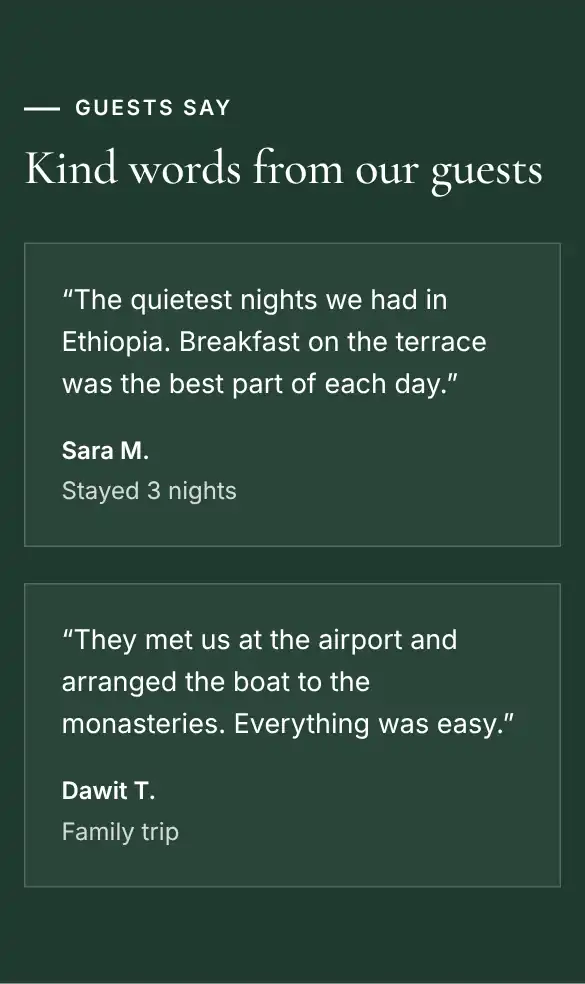 GUESTS SAY
Kind words from our guests
“The quietest nights we had in
Ethiopia. Breakfast on the terrace
was the best part of each day.”
Sara M.
Stayed 3 nights
“They met us at the airport and
arranged the boat to the
monasteries. Everything was easy.”
Dawit T.
Family trip